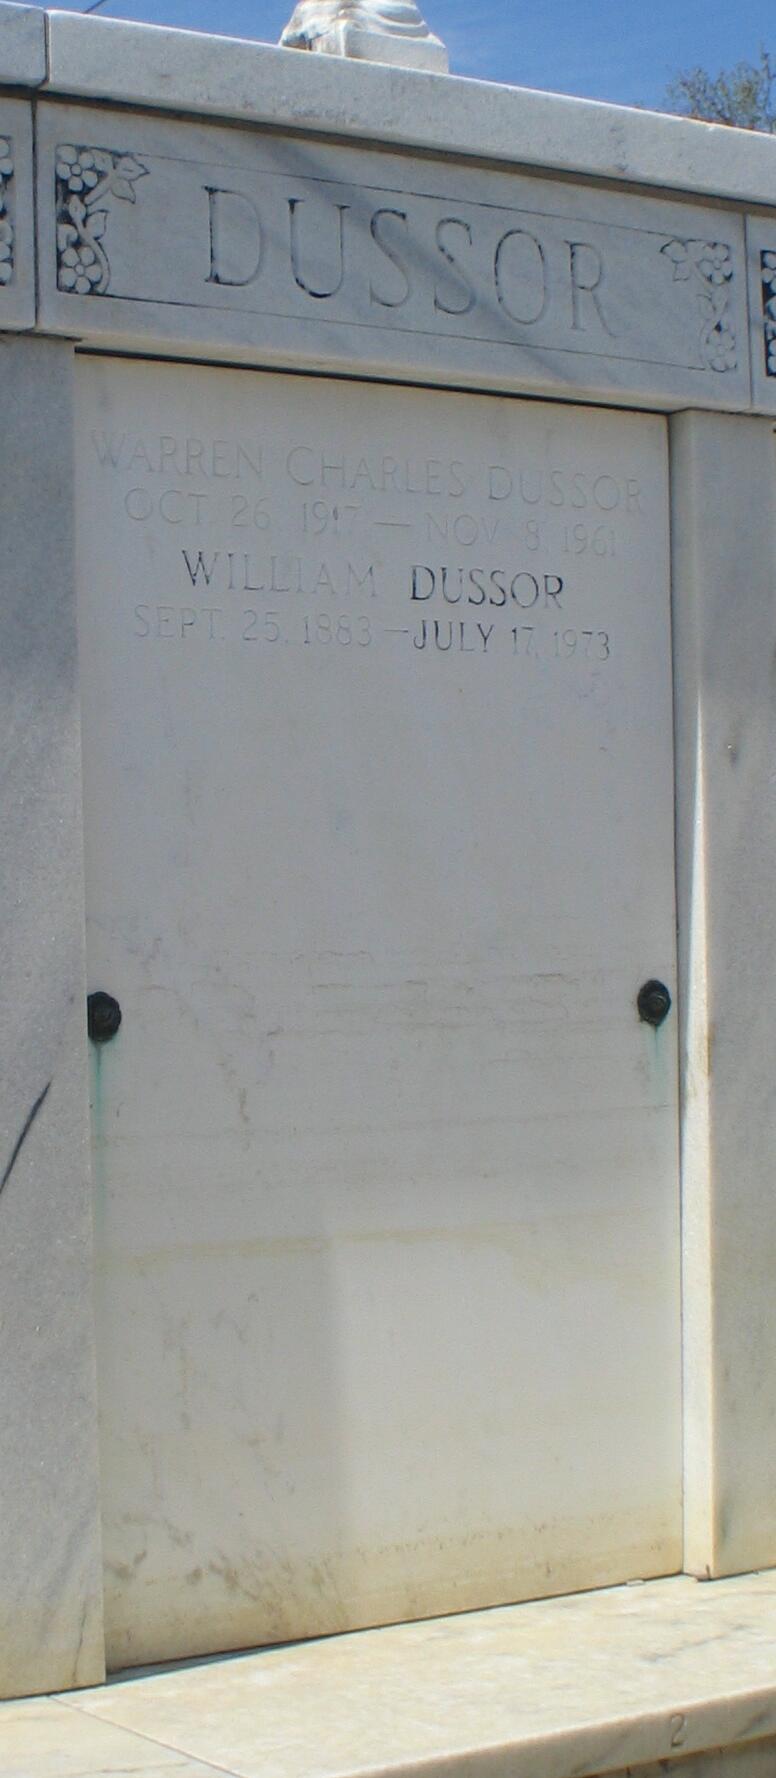 DUSSOR
WARREN CHARLES DUSSOR
OCT. 26 1917 — NOV. 8, 1961
WILLIAM DUSSOR
SEPT. 25, 1883 — JULY 17, 1973
2